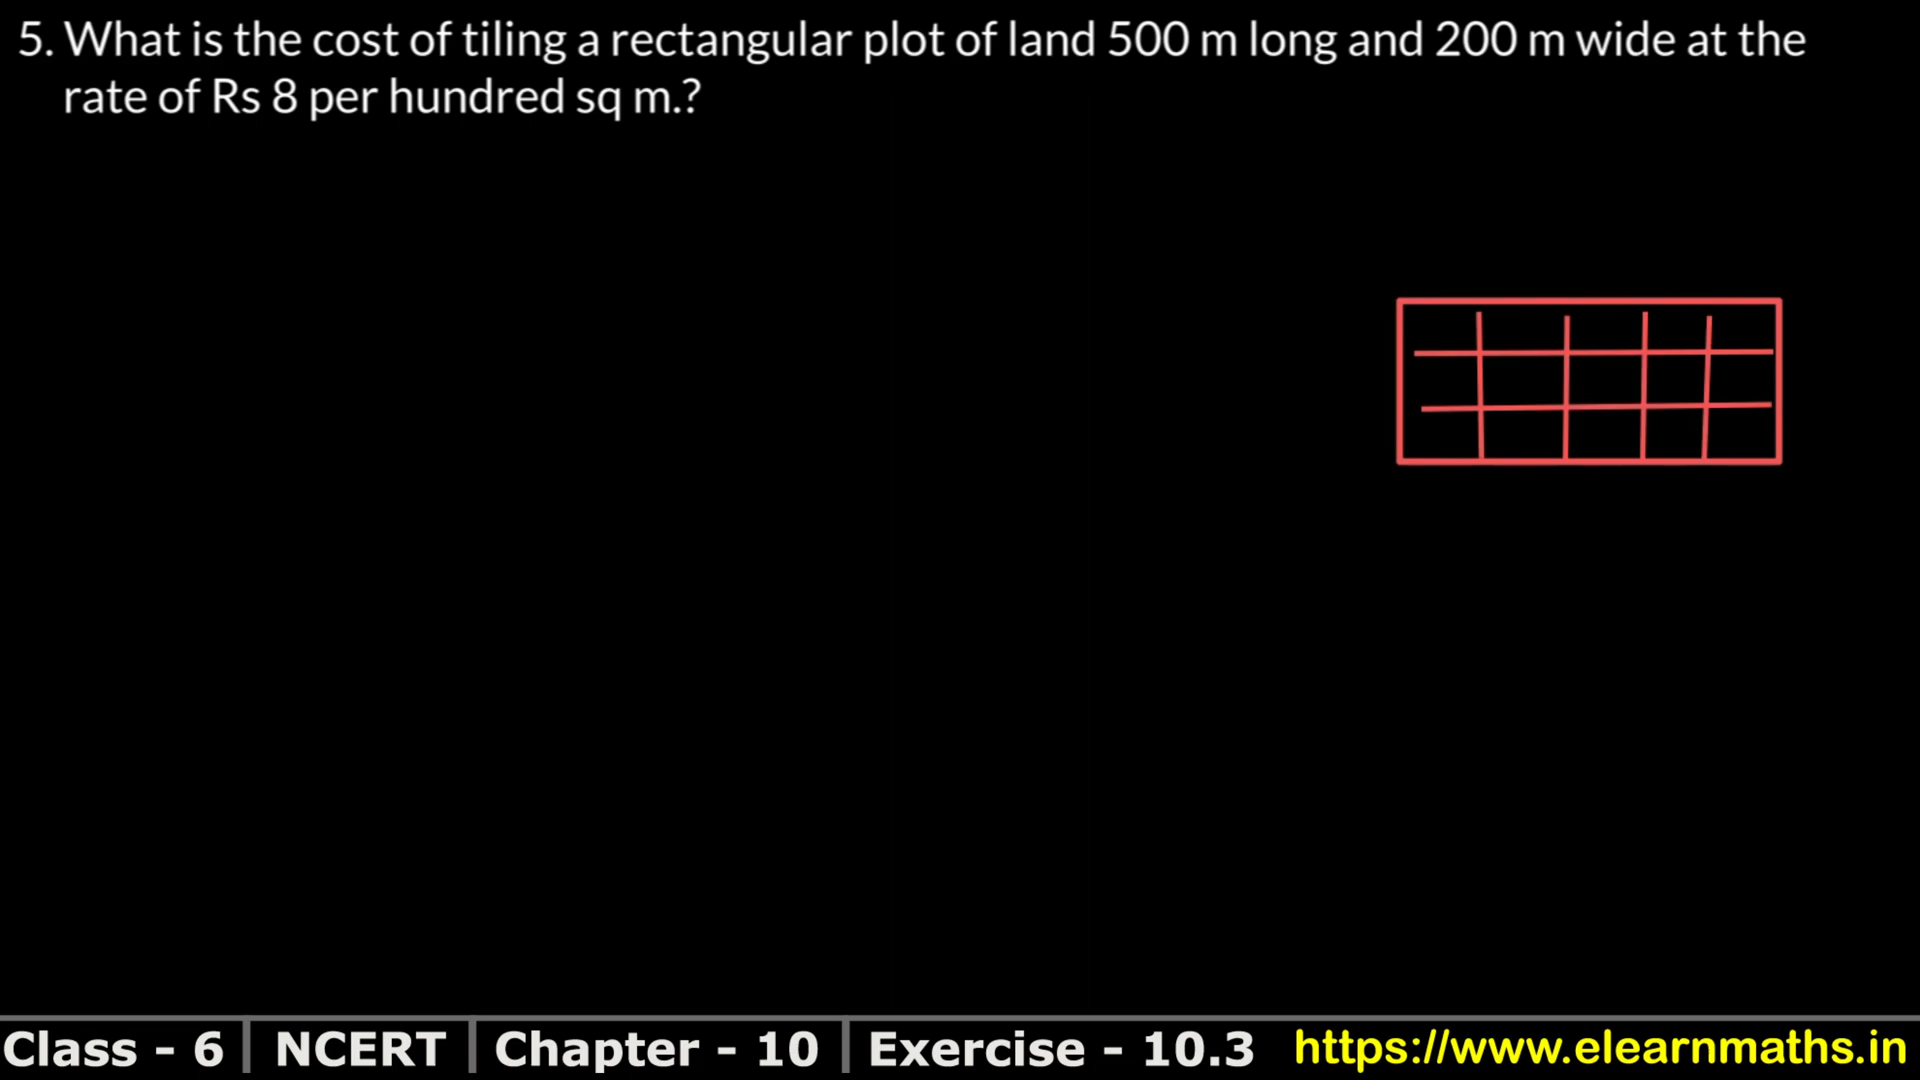 5. What is the cost of tiling a rectangular plot of land 500 m long and 200 m wide at the
rate of Rs 8 per hundred sq m.?
Class - 6 NCERT Chapter - 10 Exercise - 10.3 https://www.elearnmaths.in